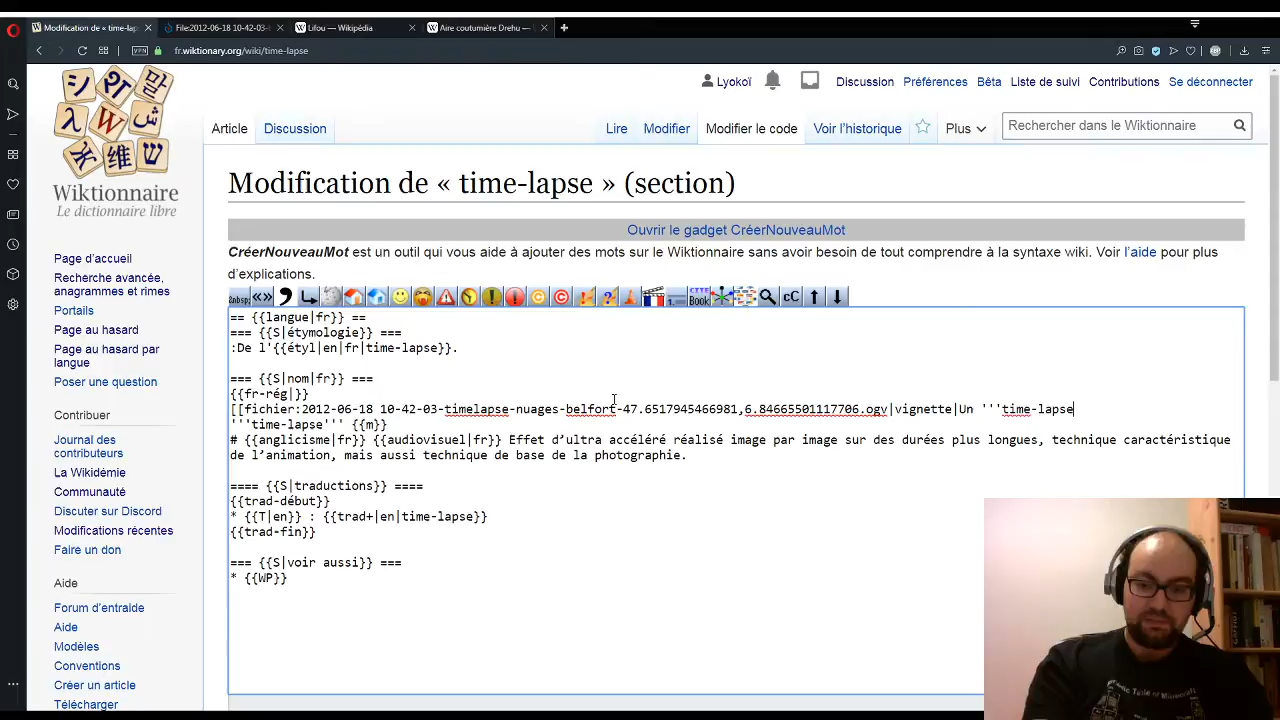 Modification de « time-lap
File:2012-06-18 10-42-03-t
Lifou — Wikipédia
Aire coutumière Drehu —
VPN
fr.wiktionary.org/wiki/time-lapse
Lyokoï
Discussion
Préférences
Bêta
Liste de suivi
Contributions
Se déconnecter
Article
Discussion
Lire
Modifier
Modifier le code
Voir l’historique
Plus
Rechercher dans le Wiktionnaire
Wiktionnaire
Le dictionnaire libre
Page d’accueil
Recherche avancée,
anagrammes et rimes
Portails
Page au hasard
Page au hasard par
langue
Poser une question
Contribuer
Journal des
contributeurs
La Wikidémie
Communauté
Discuter sur Discord
Modifications récentes
Faire un don
Aide
Forum d’entraide
Aide
Modèles
Conventions
Créer un article
Télécharger
Modification de « time-lapse » (section)
Ouvrir le gadget CréerNouveauMot
CréerNouveauMot est un outil qui vous aide à ajouter des mots sur le Wiktionnaire sans avoir besoin de tout comprendre à la syntaxe wiki. Voir l’aide pour plus
d’explications.
&nbsp; «» Book cC
== {{langue|fr}} ==
=== {{S|étymologie}} ===
:De l'{{étyl|en|fr|time-lapse}}.
=== {{S|nom|fr}} ===
{{fr-rég|}}
[[fichier:2012-06-18 10-42-03-timelapse-nuages-belfort-47.6517945466981,6.84665501117706.ogv|vignette|Un '''time-lapse
'''time-lapse''' {{m}}
# {{anglicisme|fr}} {{audiovisuel|fr}} Effet d’ultra accéléré réalisé image par image sur des durées plus longues, technique caractéristique
de l’animation, mais aussi technique de base de la photographie.
==== {{S|traductions}} ====
{{trad-début}}
* {{T|en}} : {{trad+|en|time-lapse}}
{{trad-fin}}
=== {{S|voir aussi}} ===
* {{WP}}